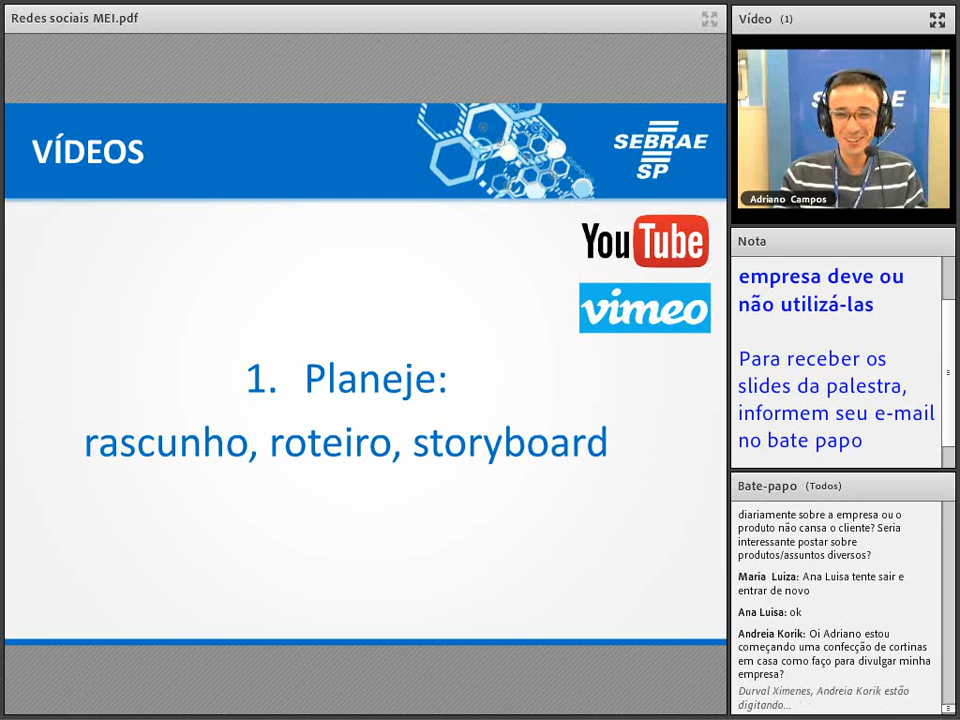 Redes sociais MEI.pdf
VÍDEOS
SEBRAE
SP
YouTube
vimeo
1. Planeje:
rascunho, roteiro, storyboard
Vídeo (1)
Adriano Campos
Nota
empresa deve ou
não utilizá-las
Para receber os
slides da palestra,
informem seu e-mail
no bate papo
Bate-papo (Todos)
diariamente sobre a empresa ou o
produto não cansa o cliente? Seria
interessante postar sobre
produtos/assuntos diversos?
Maria Luiza: Ana Luisa tente sair e
entrar de novo
Ana Luisa: ok
Andreia Korik: Oi Adriano estou
começando uma confecção de cortinas
em casa como faço para divulgar minha
empresa?
Durval Ximenes, Andreia Korik estão
digitando...